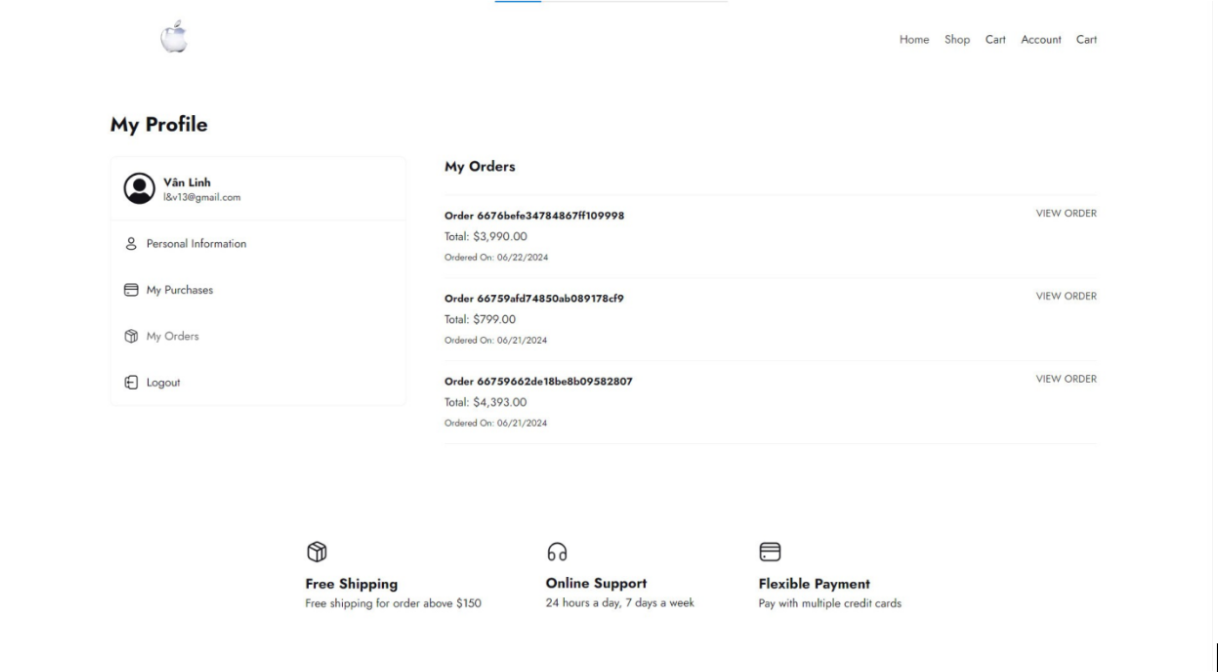 Home Shop Cart Account Cart
My Profile
Vân Linh
l&v13@gmail.com
Personal Information
My Purchases
My Orders
Logout
My Orders
Order 6676befe34784867ff109998
VIEW ORDER
Total: $3,990.00
Ordered On: 06/22/2024
Order 66759afd74850ab089178cf9
VIEW ORDER
Total: $799.00
Ordered On: 06/21/2024
Order 66759662de18be8b09582807
VIEW ORDER
Total: $4,393.00
Ordered On: 06/21/2024
Free Shipping
Free shipping for order above $150
Online Support
24 hours a day, 7 days a week
Flexible Payment
Pay with multiple credit cards